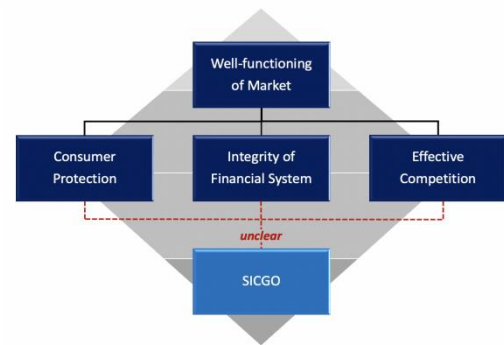 Well-functioning
of Market
Consumer
Protection
Integrity of
Financial System
Effective
Competition
unclear
SICGO